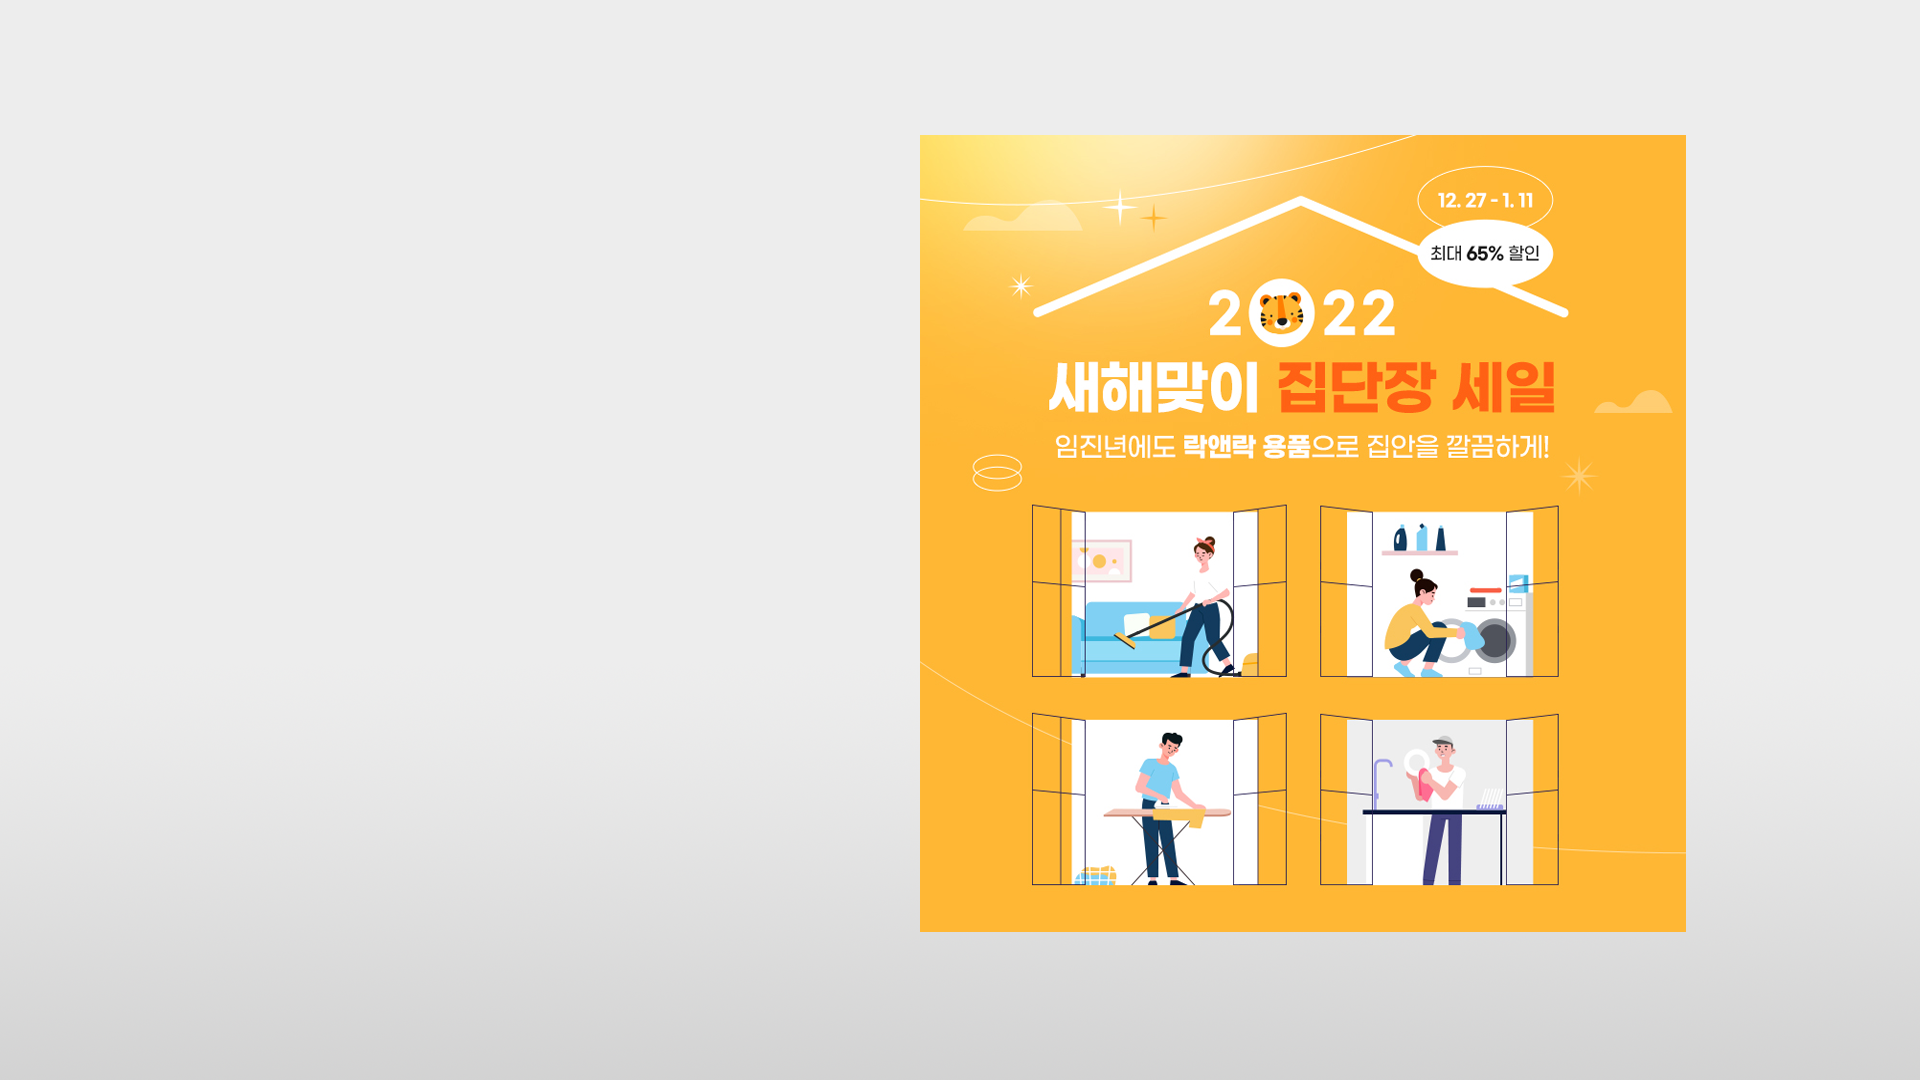 12. 27 - 1. 11
최대 65% 할인
2022
새해맞이 집단장 세일
임진년에도 락앤락 용품으로 집안을 깔끔하게!